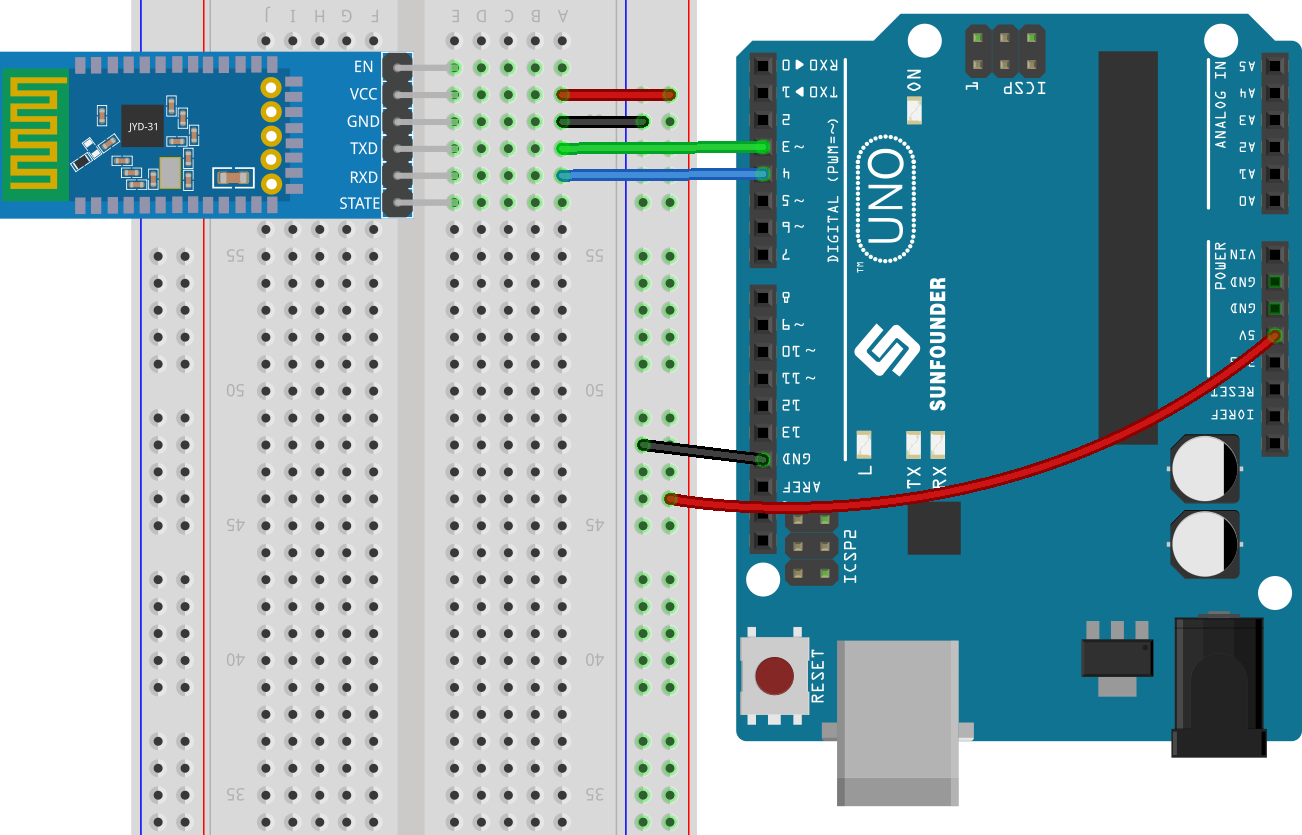 J I H G F E D C B A
EN
VCC
GND
TXD
RXD
STATE
JYD-31
55 55
50 50
45 45
40 40
35 35
RXD ◀ 0
TXD ▶ 1
2
~ 3
4
~ 5
~ 6
7
8
~ 9
~ 10
~ 11
12
13
GND
AREF
DIGITAL (PWM=~)
ON
1
ICSP
UNO
TM
SUNFOUNDER
L
TX
RX
ICSP2
RESET
ANALOG IN
A5
A4
A3
A2
A1
A0
POWER
VIN
GND
GND
5V
RESET
IOREF